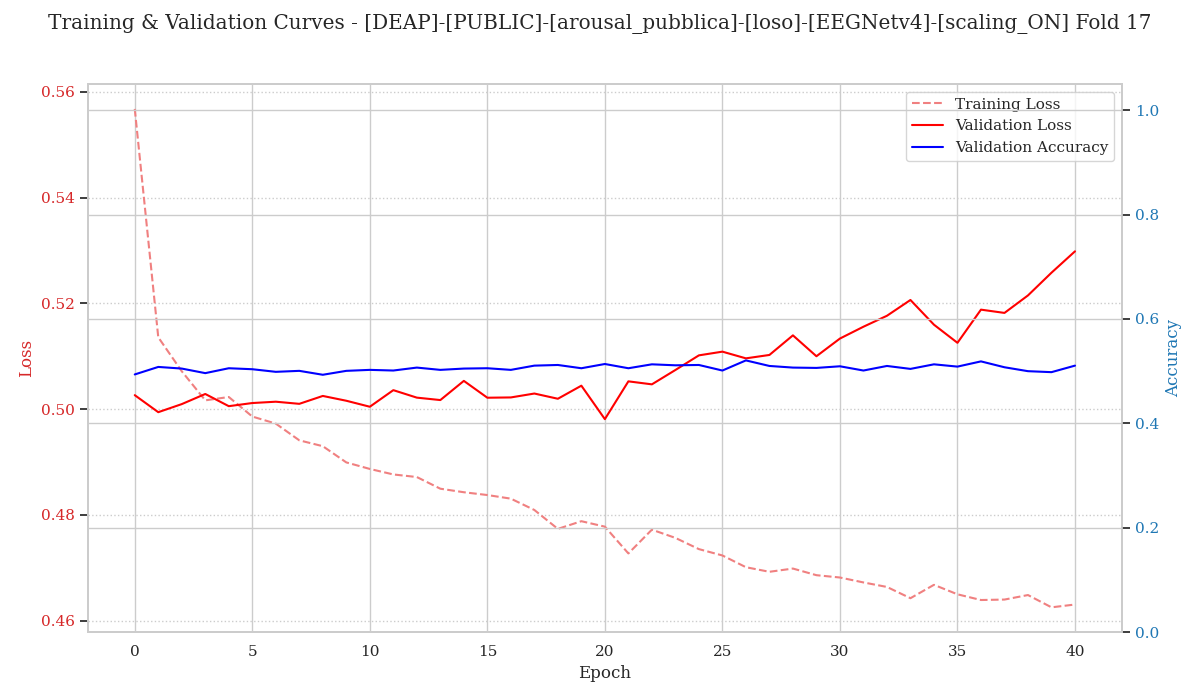 Training & Validation Curves - [DEAP]-[PUBLIC]-[arousal_pubblica]-[loso]-[EEGNetv4]-[scaling_ON] Fold 17
Training Loss
Validation Loss
Validation Accuracy
Loss
0.56
0.54
0.52
0.50
0.48
0.46
1.0
0.8
0.6
0.4
0.2
0.0
Accuracy
0 5 10 15 20 25 30 35 40
Epoch